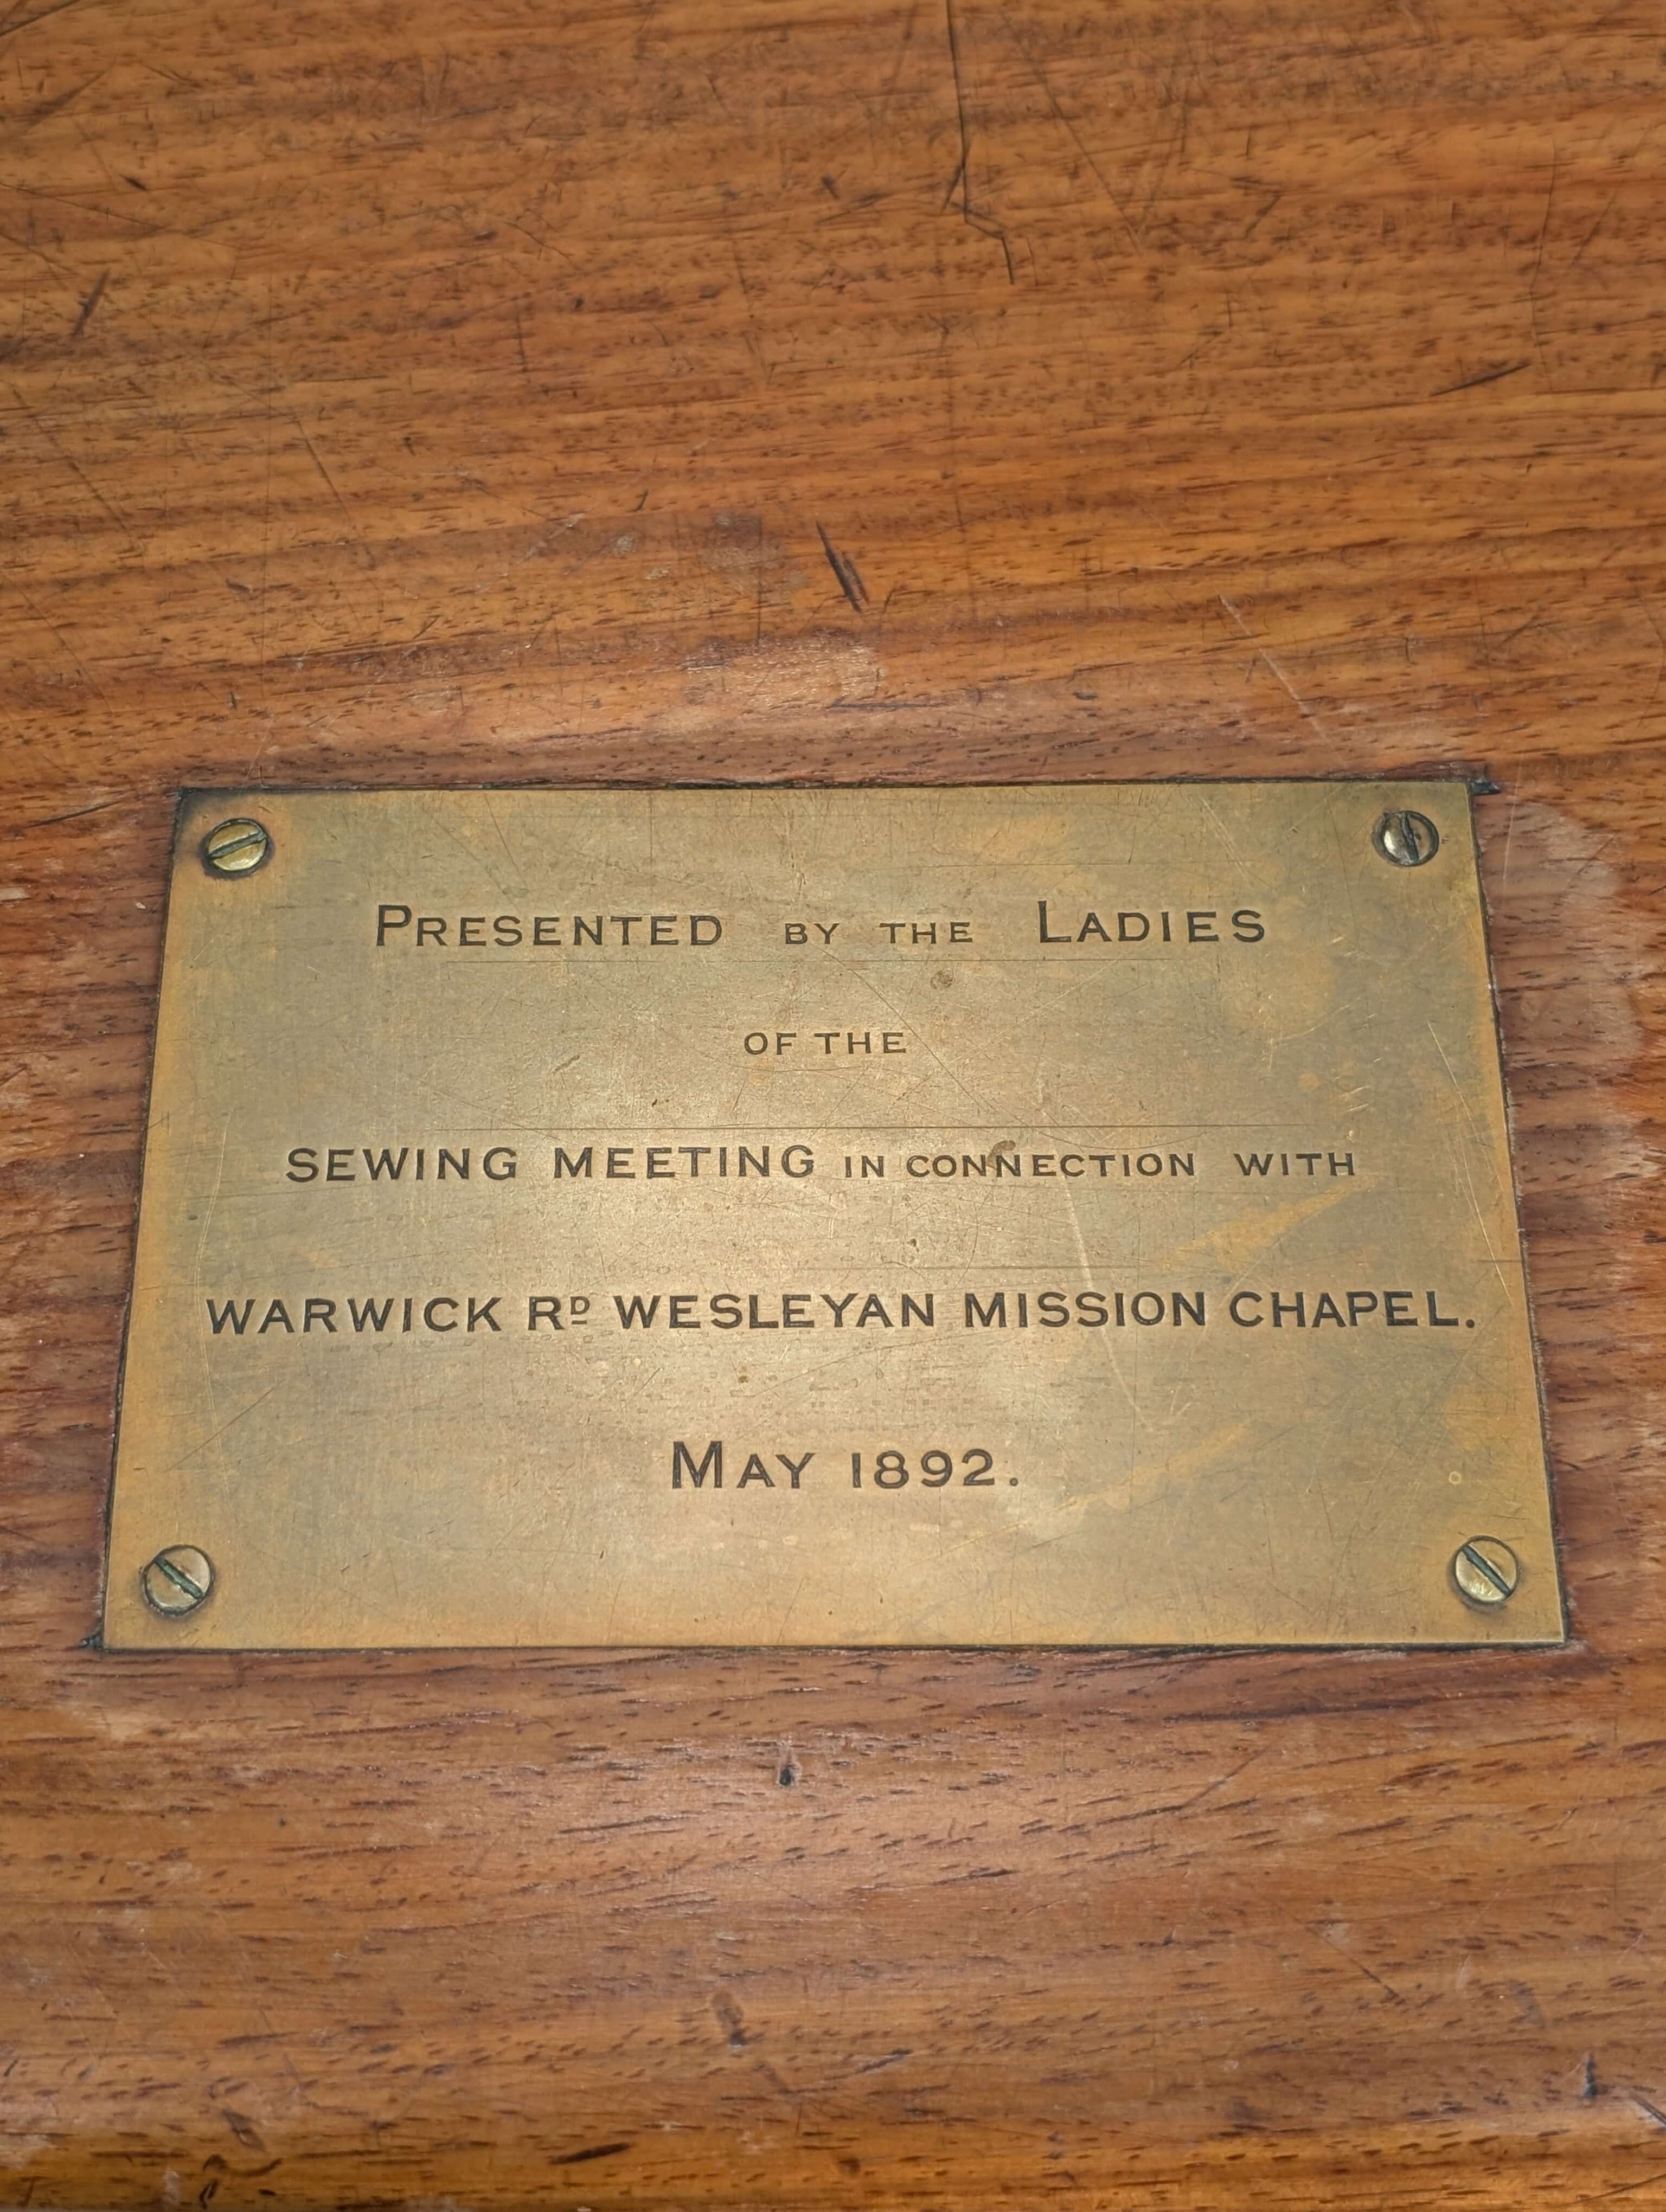 PRESENTED BY THE LADIES
OF THE
SEWING MEETING IN CONNECTION WITH
WARWICK RD WESLEYAN MISSION CHAPEL.
MAY 1892.